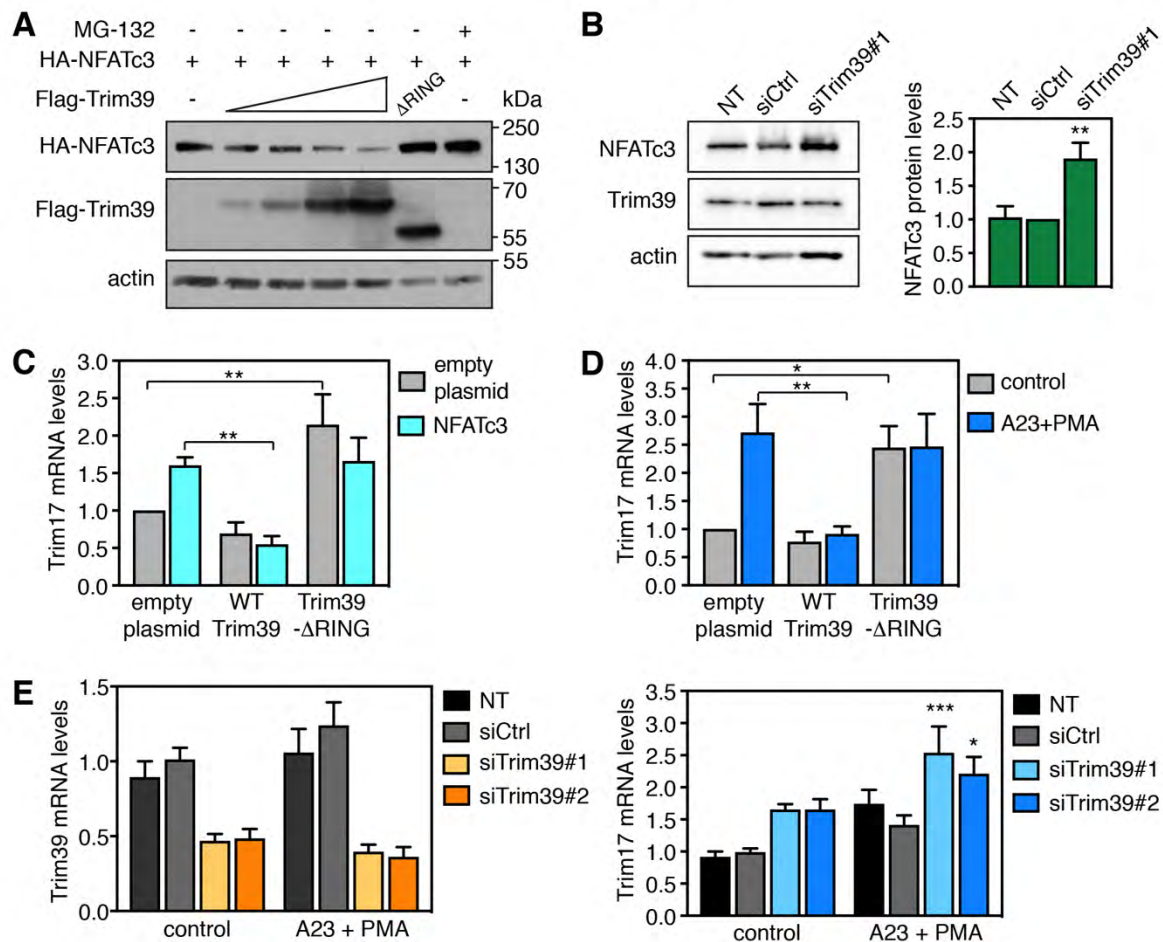 A
MG-132 - - - - - - +
HA-NFATc3 + + + + + + +
Flag-Trim39 - ΔRING - kDa
HA-NFATc3
250
130
Flag-Trim39
70
55
actin
55
B
NT siCtrl siTrim39#1
NFATc3
Trim39
actin
NT siCtrl siTrim39#1
NFATc3 protein levels
2.5
2.0
1.5
1.0
0.5
0.0
**
C
Trim17 mRNA levels
3.0
2.5
2.0
1.5
1.0
0.5
0.0
**
**
empty
plasmid
NFATc3
empty WT Trim39
plasmid Trim39 -ΔRING
D
Trim17 mRNA levels
4.0
3.5
3.0
2.5
2.0
1.5
1.0
0.5
0.0
*
**
control
A23+PMA
empty WT Trim39
plasmid Trim39 -ΔRING
E
Trim39 mRNA levels
1.5
1.0
0.5
0.0
NT
siCtrl
siTrim39#1
siTrim39#2
control A23 + PMA
Trim17 mRNA levels
3.5
3.0
2.5
2.0
1.5
1.0
0.5
0.0
***
*
NT
siCtrl
siTrim39#1
siTrim39#2
control A23 + PMA